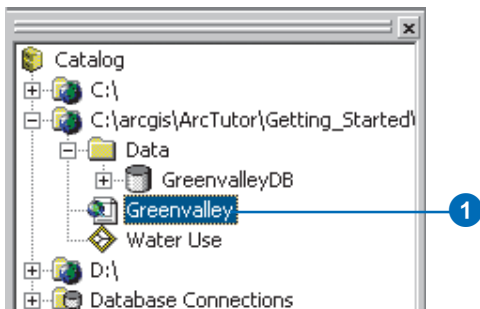 Catalog
C:\
C:\arcgis\ArcTutor\Getting_Started\
Data
GreenvalleyDB
Greenvalley
1
Water Use
D:\
Database Connections